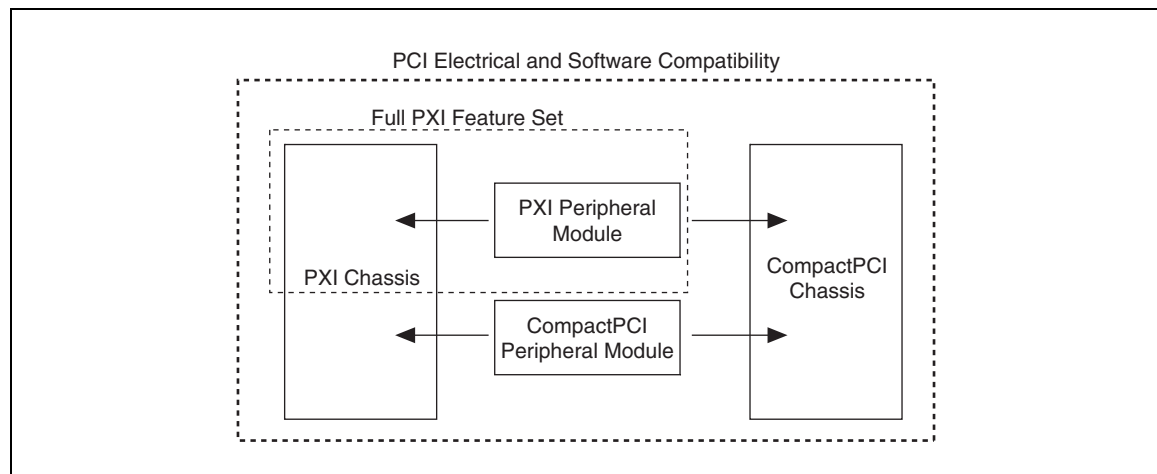 PCI Electrical and Software Compatibility
Full PXI Feature Set
PXI Peripheral
Module
PXI Chassis
CompactPCI
Chassis
CompactPCI
Peripheral Module